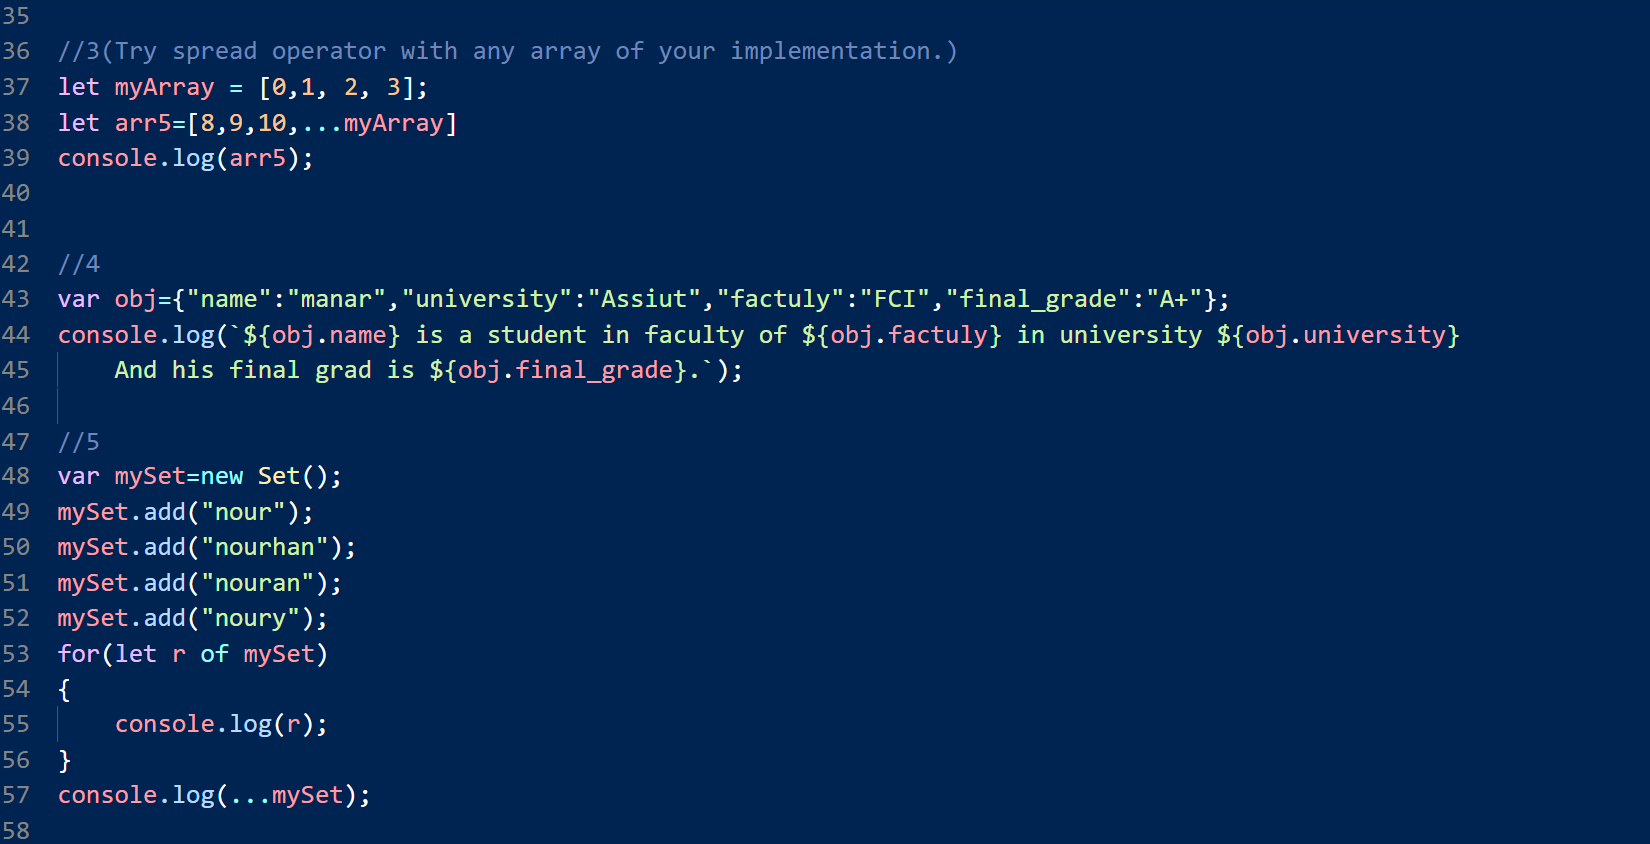 35
36 //3(Try spread operator with any array of your implementation.)
37 let myArray = [0,1, 2, 3];
38 let arr5=[8,9,10,...myArray]
39 console.log(arr5);
40
41
42 //4
43 var obj={"name":"manar","university":"Assiut","factuly":"FCI","final_grade":"A+"};
44 console.log(`${obj.name} is a student in faculty of ${obj.factuly} in university ${obj.university}
45     And his final grad is ${obj.final_grade}.`);
46
47 //5
48 var mySet=new Set();
49 mySet.add("nour");
50 mySet.add("nourhan");
51 mySet.add("nouran");
52 mySet.add("noury");
53 for(let r of mySet)
54 {
55     console.log(r);
56 }
57 console.log(...mySet);
58